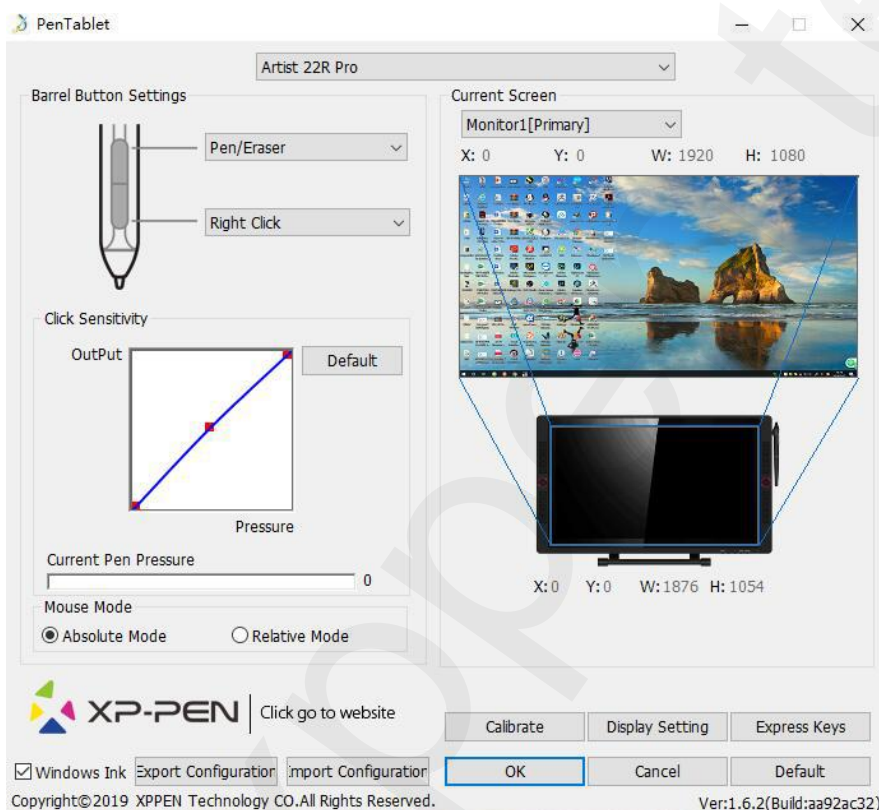 PenTablet
Artist 22R Pro
Barrel Button Settings
Pen/Eraser
Right Click
Click Sensitivity
OutPut
Default
Pressure
Current Pen Pressure
0
Mouse Mode
Absolute Mode Relative Mode
Current Screen
Monitor1[Primary]
X: 0 Y: 0 W: 1920 H: 1080
X: 0 Y: 0 W: 1876 H: 1054
XP-PEN Click go to website
Calibrate Display Setting Express Keys
Windows Ink Export Configuration Import Configuration OK Cancel Default
Copyright©2019 XPPEN Technology CO.All Rights Reserved. Ver:1.6.2(Build:aa92ac32)